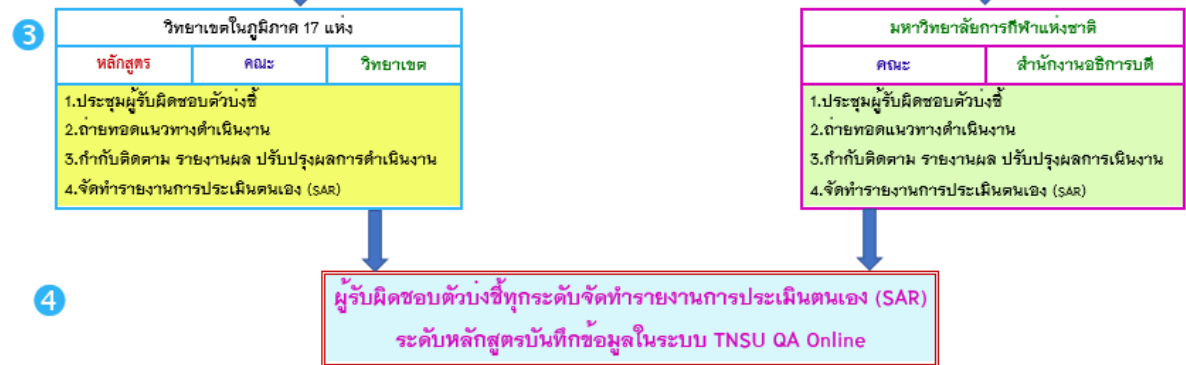 3
วิทยาเขตในภูมิภาค 17 แห่ง
หลักสูตร คณะ วิทยาเขต
1.ประชุมผู้รับผิดชอบตัวบ่งชี้
2.ถ่ายทอดแนวทางดำเนินงาน
3.กำกับติดตาม รายงานผล ปรับปรุงผลการดำเนินงาน
4.จัดทำรายงานการประเมินตนเอง (SAR)
มหาวิทยาลัยการกีฬาแห่งชาติ
คณะ สำนักงานอธิการบดี
1.ประชุมผู้รับผิดชอบตัวบ่งชี้
2.ถ่ายทอดแนวทางดำเนินงาน
3.กำกับติดตาม รายงานผล ปรับปรุงผลการเนินงาน
4.จัดทำรายงานการประเมินตนเอง (SAR)
4
ผู้รับผิดชอบตัวบ่งชี้ทุกระดับจัดทำรายงานการประเมินตนเอง (SAR)
ระดับหลักสูตรบันทึกข้อมูลในระบบ TNSU QA Online